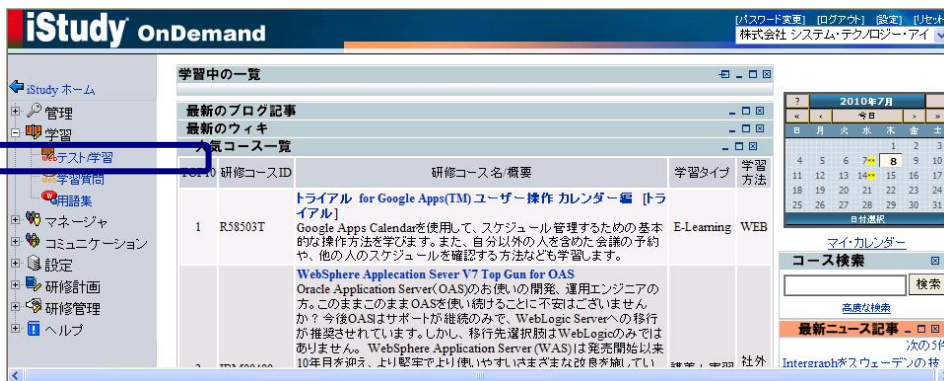 iStudy OnDemand
[パスワード変更] [ログアウト] [設定] [リセット
株式会社 システム・テクノロジー・アイ
iStudy ホーム
管理
学習
テスト/学習
学習質問
用語集
マネージャ
コミュニケーション
設定
研修計画
研修管理
ヘルプ
学習中の一覧
最新のブログ記事
最新のウィキ
人気コース一覧
TOP10 研修コースID 研修コース名/概要 学習タイプ 学習方法
1 R58503T
トライアル for Google Apps(TM) ユーザー操作 カレンダー編 [トライアル]
Google Apps Calendarを使用して、スケジュール管理するための基本
的な操作方法を学びます。また、自分以外の人を含めた会議の予約
や、他の人のスケジュールを確認する方法なども学習します。
E-Learning WEB
WebSphere Applecation Sever V7 Top Gun for OAS
Oracle Application Server(OAS)のお使いの開発、運用エンジニアの
方。このままこのままOASを使い続けることに不安はございません
か？今後OASはサポートが継続のみで、WebLogic Serverへの移行
が推奨されています。しかし、移行先選択肢はWebLogicのみでは
ありません。WebSphere Application Server (WAS)は発売開始以来
10年目を迎え、より堅牢でより使いやすいさまざまな改良を施してい
社外
? 2010年7月
« ‹ 今日 › »
日 月 火 水 木 金 土
1 2 3
4 5 6 7 8 9 10
11 12 13 14 15 16 17
18 19 20 21 22 23 24
25 26 27 28 29 30 31
日付選択
マイ・カレンダー
コース検索
検索
高度な検索
最新ニュース記事
次の5件
Intergraphをスウェーデンの技